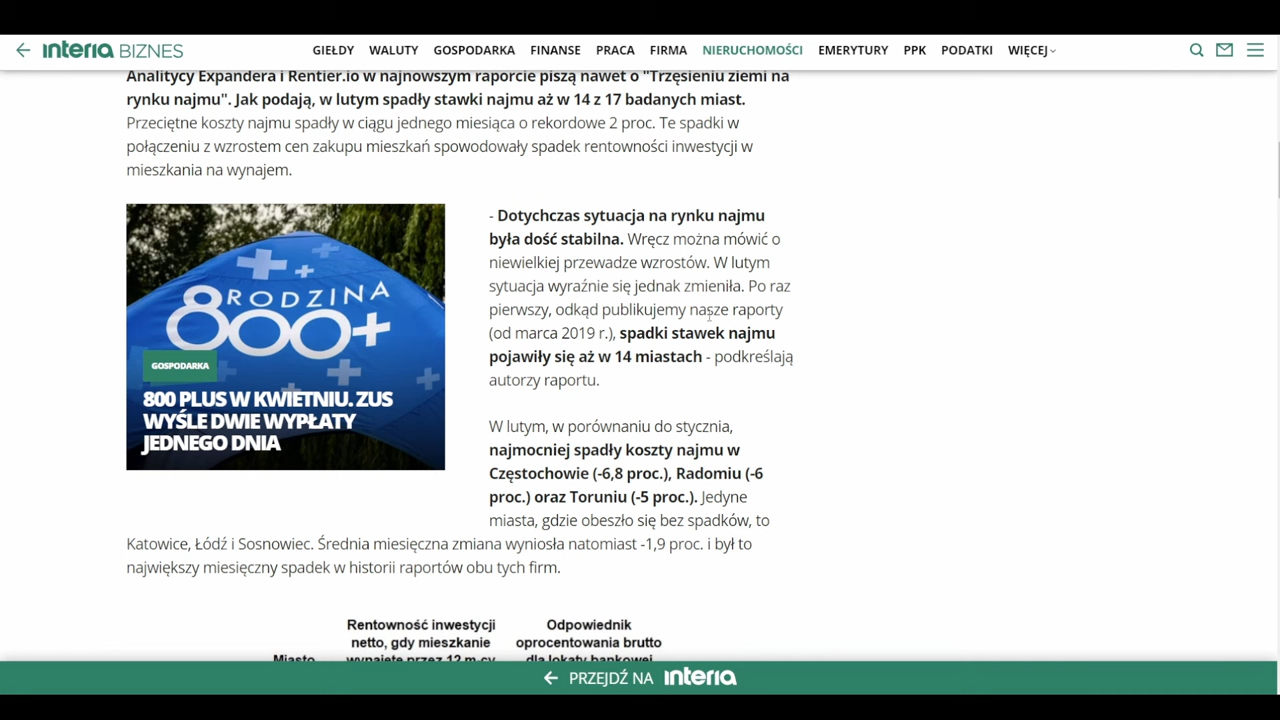 interia BIZNES
GIEŁDY WALUTY GOSPODARKA FINANSE PRACA FIRMA NIERUCHOMOŚCI EMERYTURY PPK PODATKI WIĘCEJ
Analitycy Expandera i Rentier.io w najnowszym raporcie piszą nawet o "Trzęsieniu ziemi na
rynku najmu". Jak podają, w lutym spadły stawki najmu aż w 14 z 17 badanych miast.
Przeciętne koszty najmu spadły w ciągu jednego miesiąca o rekordowe 2 proc. Te spadki w
połączeniu z wzrostem cen zakupu mieszkań spowodowały spadek rentowności inwestycji w
mieszkania na wynajem.
RODZINA
800+
GOSPODARKA
800 PLUS W KWIETNIU. ZUS
WYŚLE DWIE WYPŁATY
JEDNEGO DNIA
- Dotychczas sytuacja na rynku najmu
była dość stabilna. Wręcz można mówić o
niewielkiej przewadze wzrostów. W lutym
sytuacja wyraźnie się jednak zmieniła. Po raz
pierwszy, odkąd publikujemy nasze raporty
(od marca 2019 r.), spadki stawek najmu
pojawiły się aż w 14 miastach - podkreślają
autorzy raportu.
W lutym, w porównaniu do stycznia,
najmocniej spadły koszty najmu w
Częstochowie (-6,8 proc.), Radomiu (-6
proc.) oraz Toruniu (-5 proc.). Jedyne
miasta, gdzie obeszło się bez spadków, to
Katowice, Łódź i Sosnowiec. Średnia miesięczna zmiana wyniosła natomiast -1,9 proc. i był to
największy miesięczny spadek w historii raportów obu tych firm.
Rentowność inwestycji Odpowiednik
netto, gdy mieszkanie oprocentowania brutto
Miasto wynajęte przez 12 m-cy dla lokaty bankowej
PRZEJDŹ NA interia